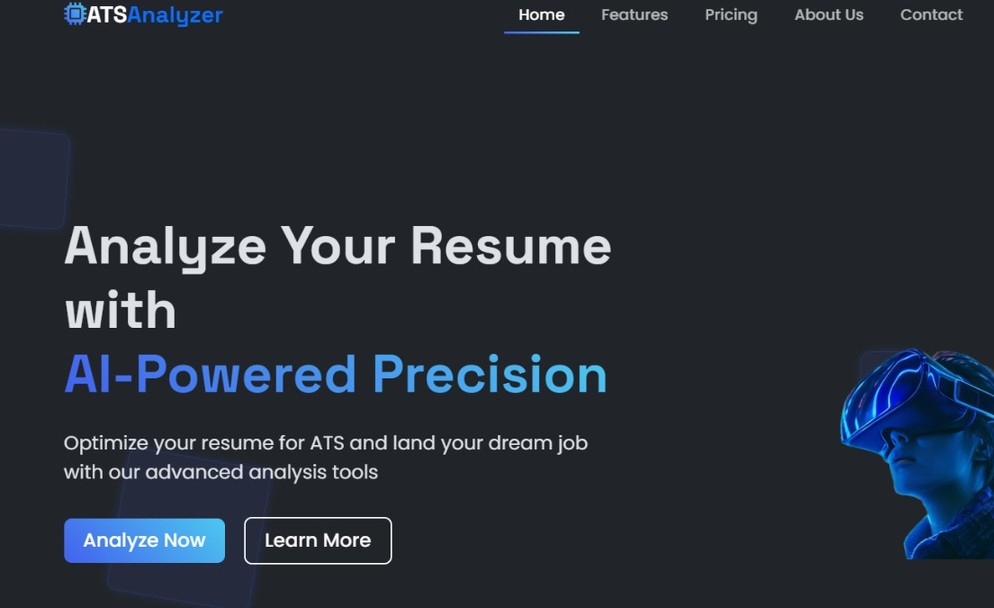 ATSAnalyzer
Home Features Pricing About Us Contact
Analyze Your Resume
with
AI-Powered Precision
Optimize your resume for ATS and land your dream job
with our advanced analysis tools
Analyze Now Learn More